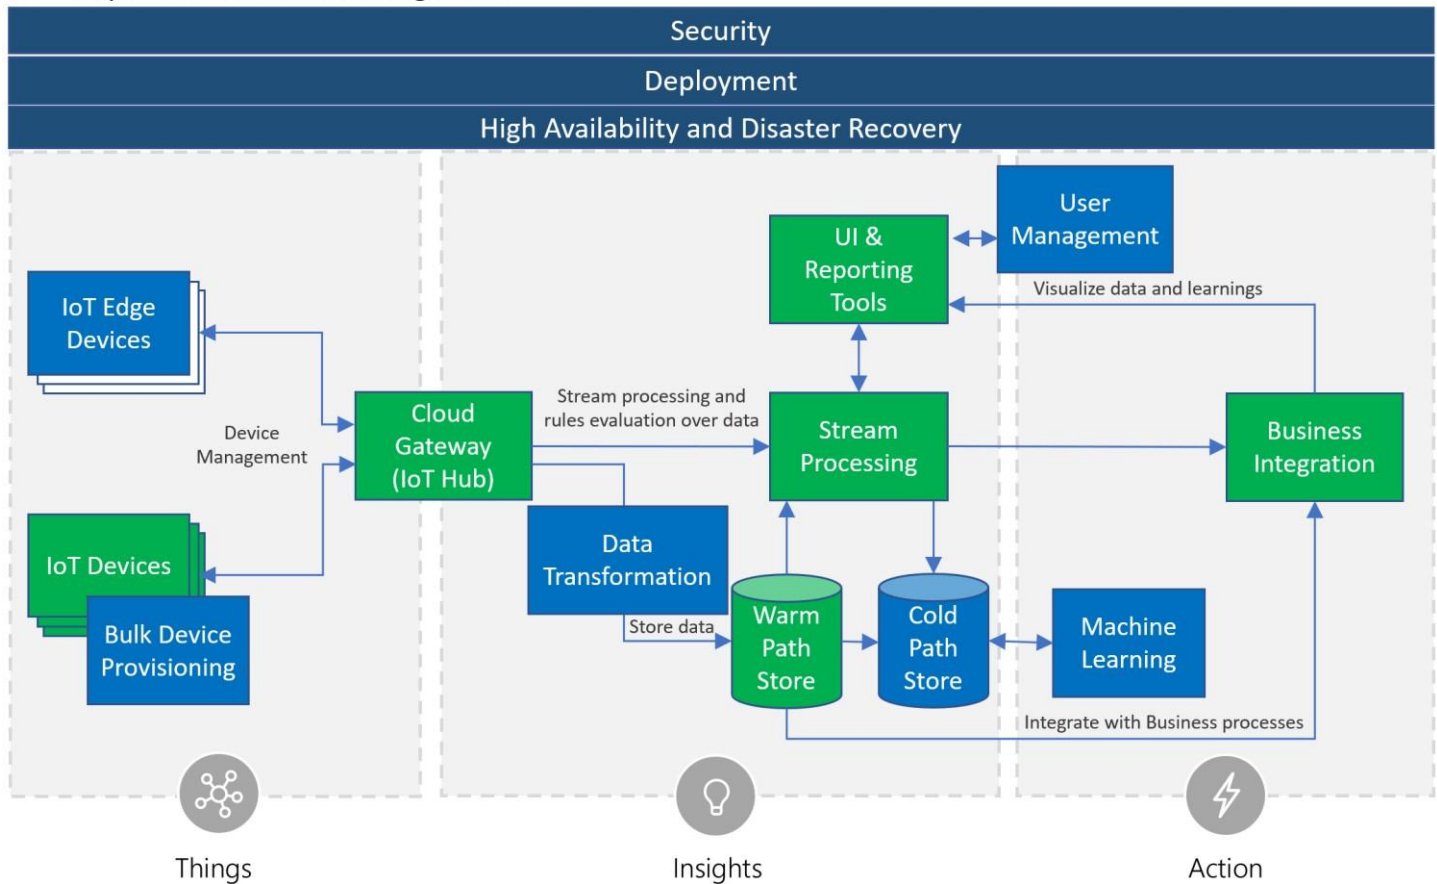 Security
Deployment
High Availability and Disaster Recovery
User
Management
UI &
Reporting
Tools
Visualize data and learnings
IoT Edge
Devices
Device
Management
Cloud
Gateway
(IoT Hub)
Stream processing and
rules evaluation over data
Stream
Processing
Business
Integration
IoT Devices
Bulk Device
Provisioning
Data
Transformation
Store data
Warm
Path
Store
Cold
Path
Store
Machine
Learning
Integrate with Business processes
Things
Insights
Action